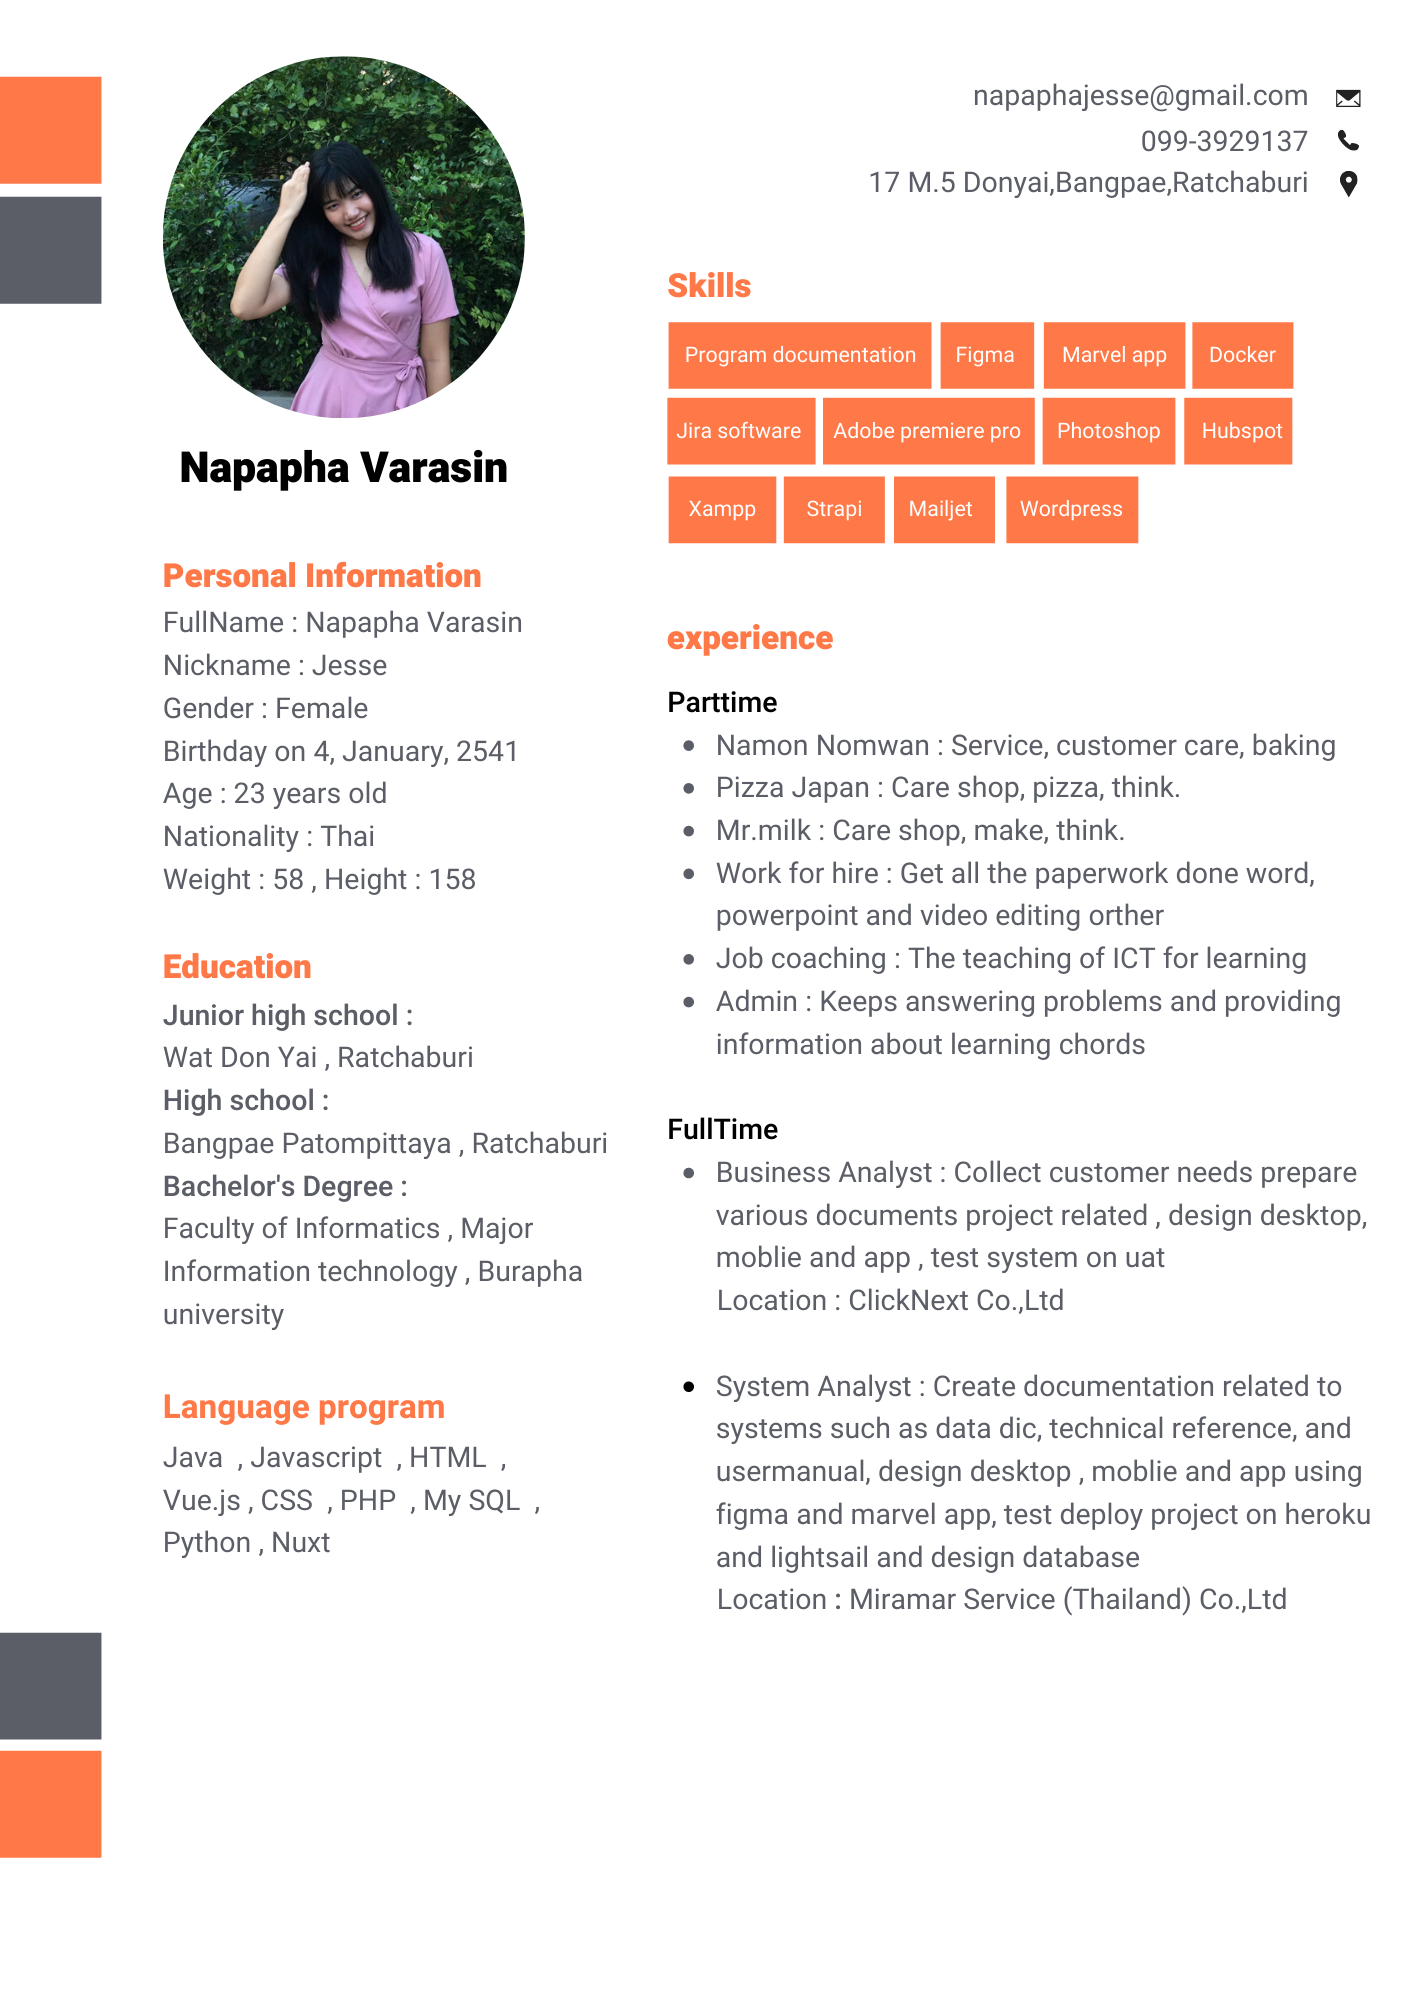 napaphajesse@gmail.com
099-3929137
17 M.5 Donyai,Bangpae,Ratchaburi
Napapha Varasin
Personal Information
FullName : Napapha Varasin
Nickname : Jesse
Gender : Female
Birthday on 4, January, 2541
Age : 23 years old
Nationality : Thai
Weight : 58 , Height : 158
Education
Junior high school :
Wat Don Yai , Ratchaburi
High school :
Bangpae Patompittaya , Ratchaburi
Bachelor's Degree :
Faculty of Informatics , Major
Information technology , Burapha
university
Language program
Java , Javascript , HTML ,
Vue.js , CSS , PHP , My SQL ,
Python , Nuxt
Skills
Program documentation Figma Marvel app Docker
Jira software Adobe premiere pro Photoshop Hubspot
Xampp Strapi Mailjet Wordpress
experience
Parttime
• Namon Nomwan : Service, customer care, baking
• Pizza Japan : Care shop, pizza, think.
• Mr.milk : Care shop, make, think.
• Work for hire : Get all the paperwork done word,
powerpoint and video editing orther
• Job coaching : The teaching of ICT for learning
• Admin : Keeps answering problems and providing
information about learning chords
FullTime
• Business Analyst : Collect customer needs prepare
various documents project related , design desktop,
moblie and app , test system on uat
Location : ClickNext Co.,Ltd
• System Analyst : Create documentation related to
systems such as data dic, technical reference, and
usermanual, design desktop , moblie and app using
figma and marvel app, test deploy project on heroku
and lightsail and design database
Location : Miramar Service (Thailand) Co.,Ltd